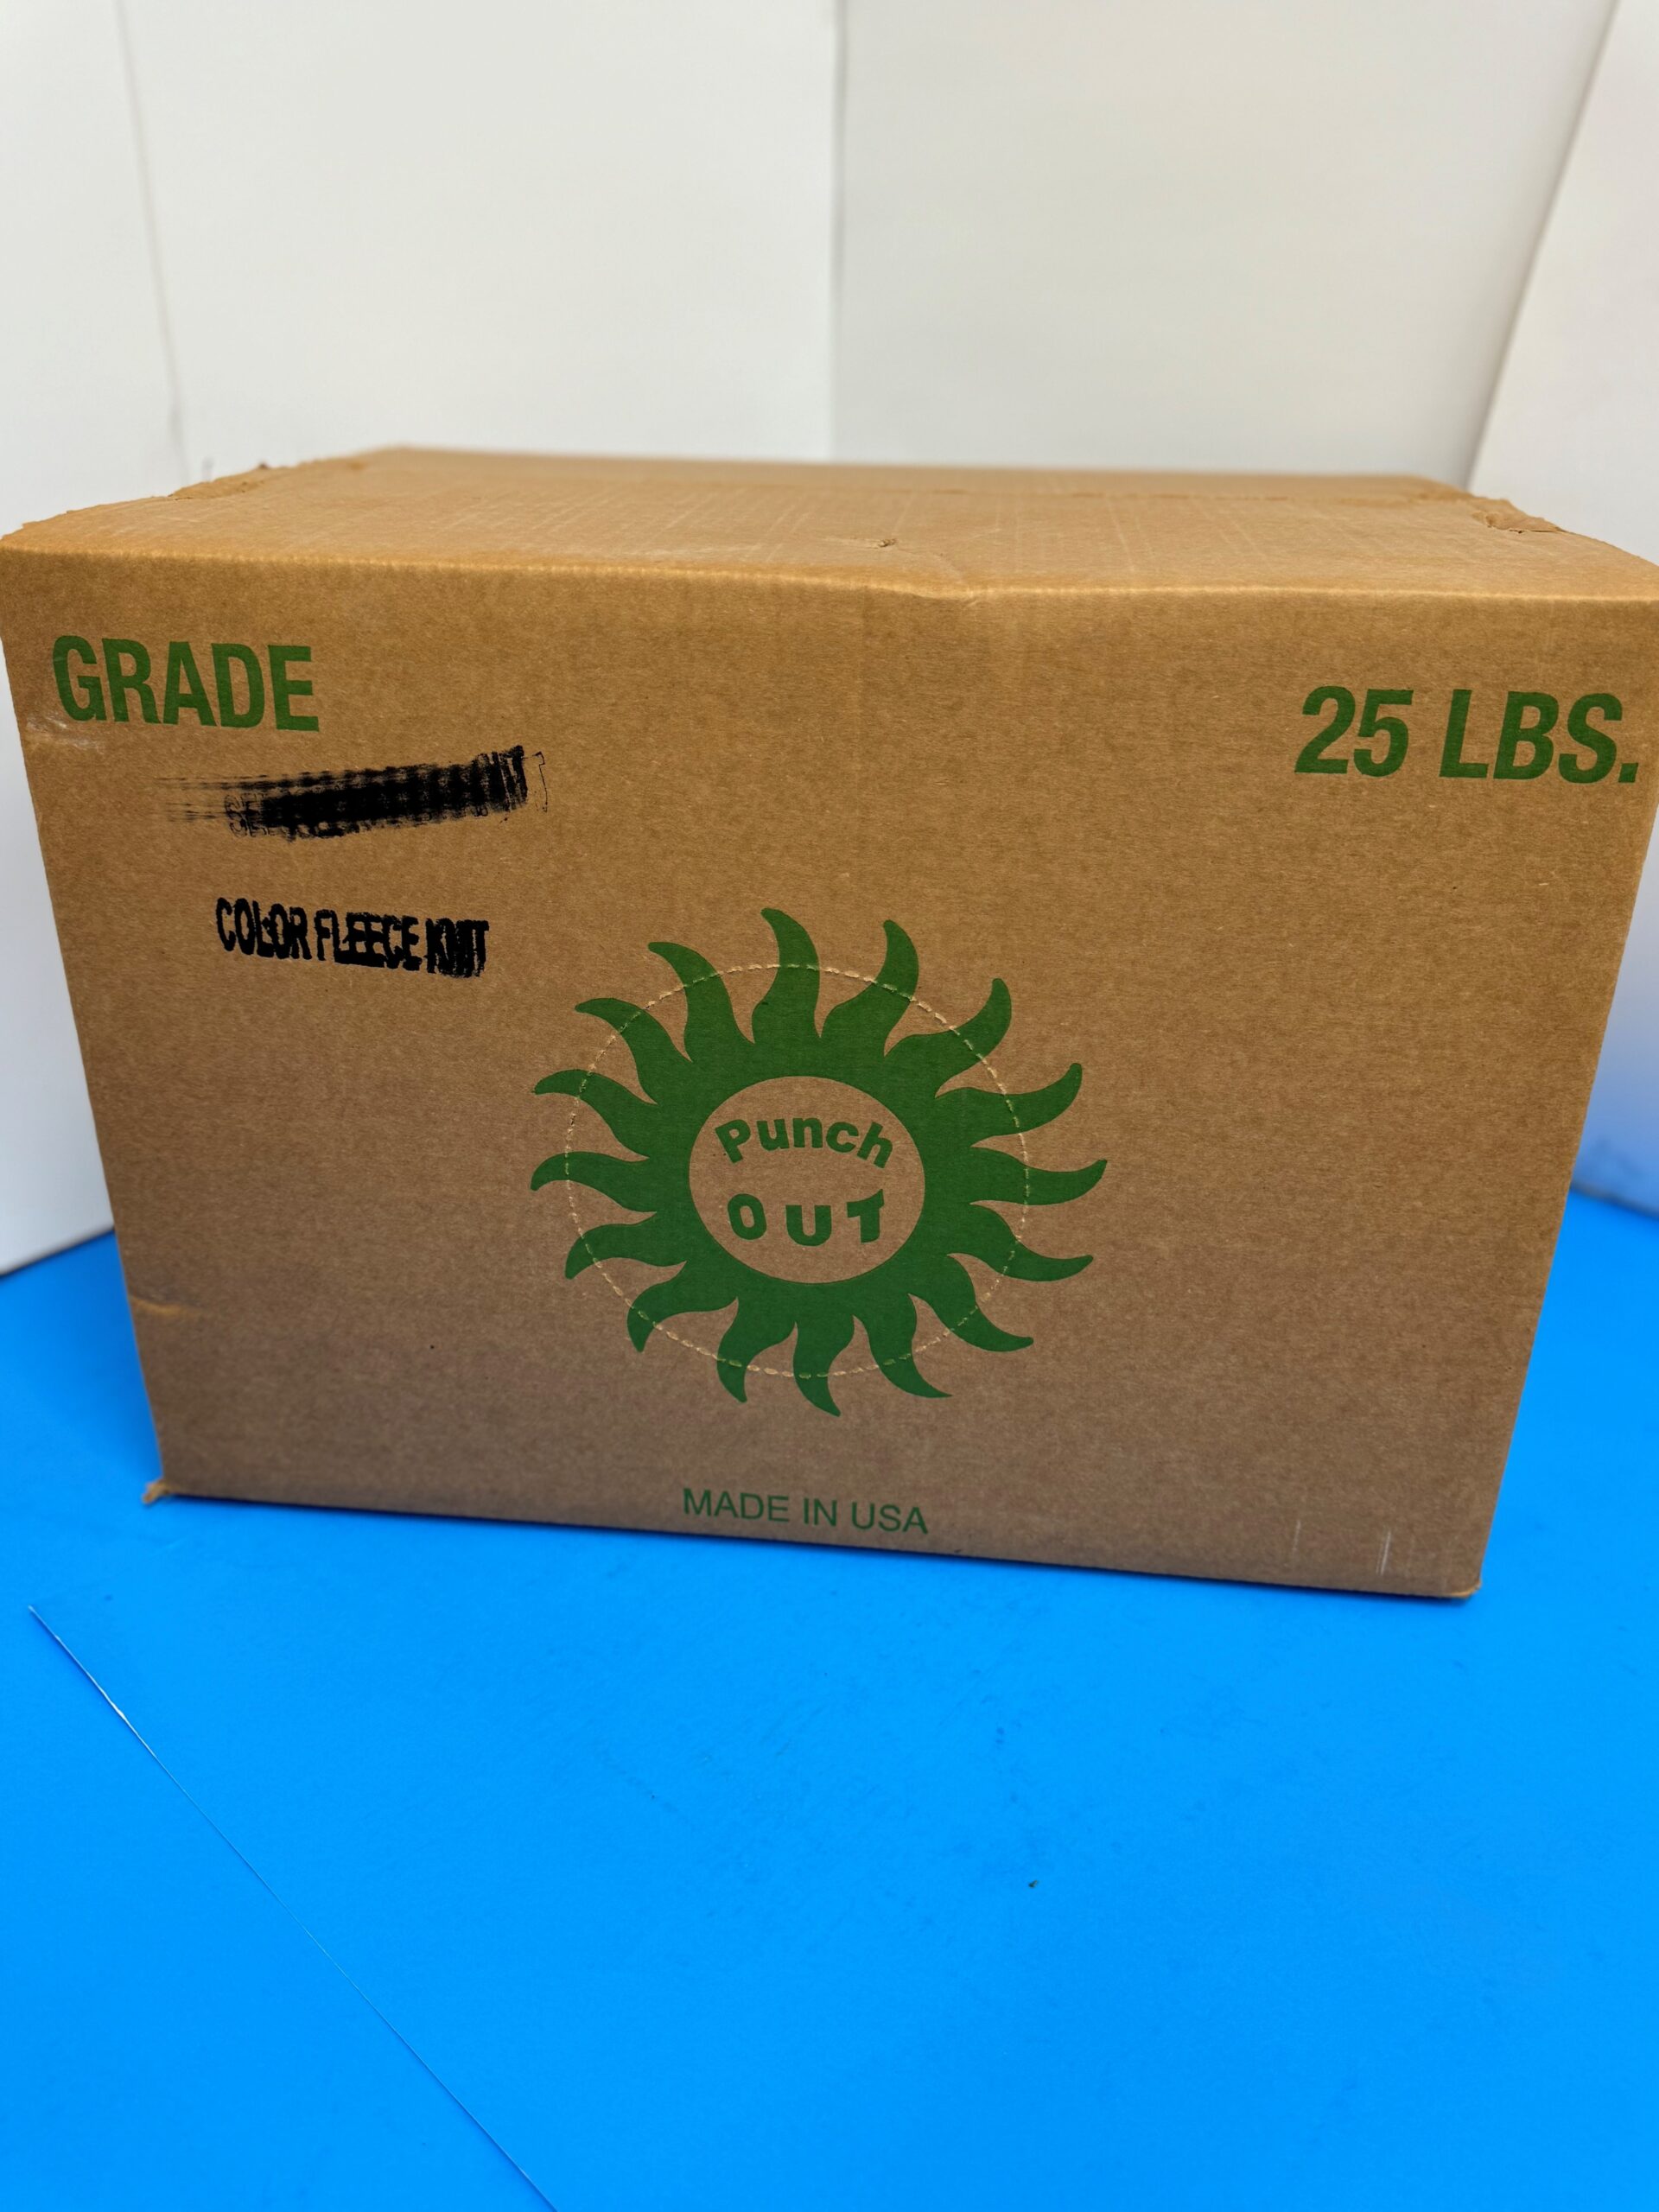 GRADE
25 LBS.
COLOR FLEECE KNIT
Punch
OUT
MADE IN USA